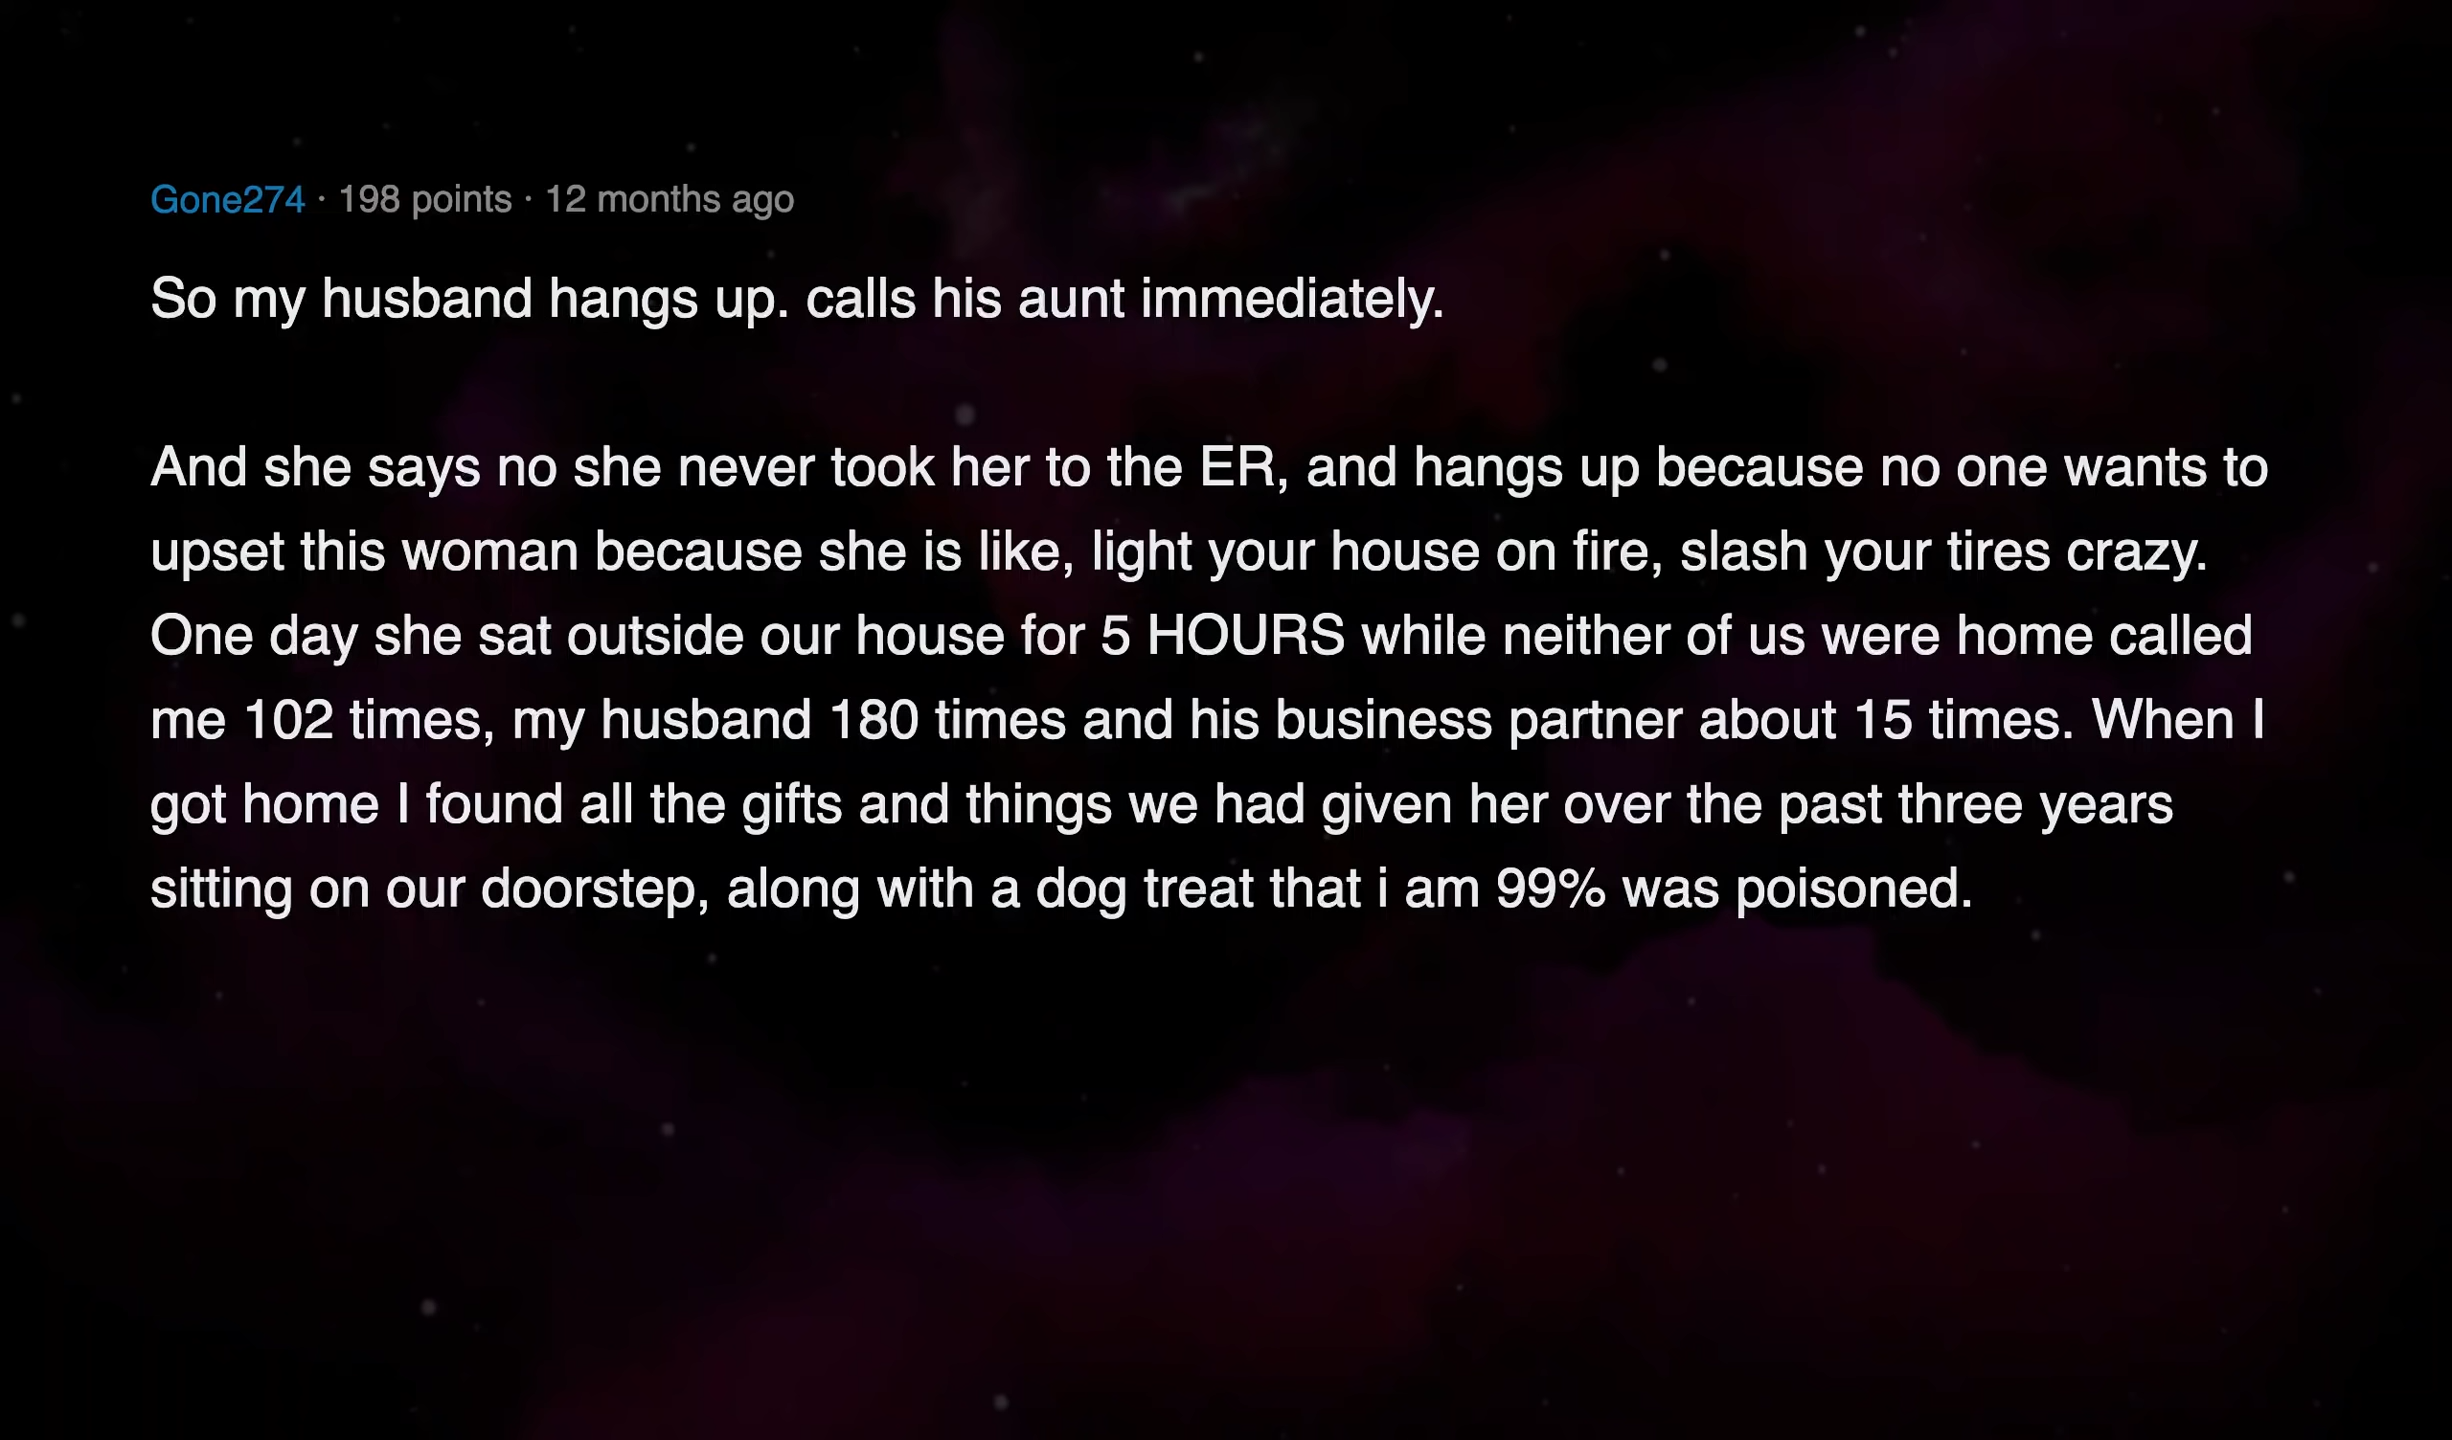 Gone274 · 198 points · 12 months ago
So my husband hangs up. calls his aunt immediately.
And she says no she never took her to the ER, and hangs up because no one wants to
upset this woman because she is like, light your house on fire, slash your tires crazy.
One day she sat outside our house for 5 HOURS while neither of us were home called
me 102 times, my husband 180 times and his business partner about 15 times. When I
got home I found all the gifts and things we had given her over the past three years
sitting on our doorstep, along with a dog treat that i am 99% was poisoned.